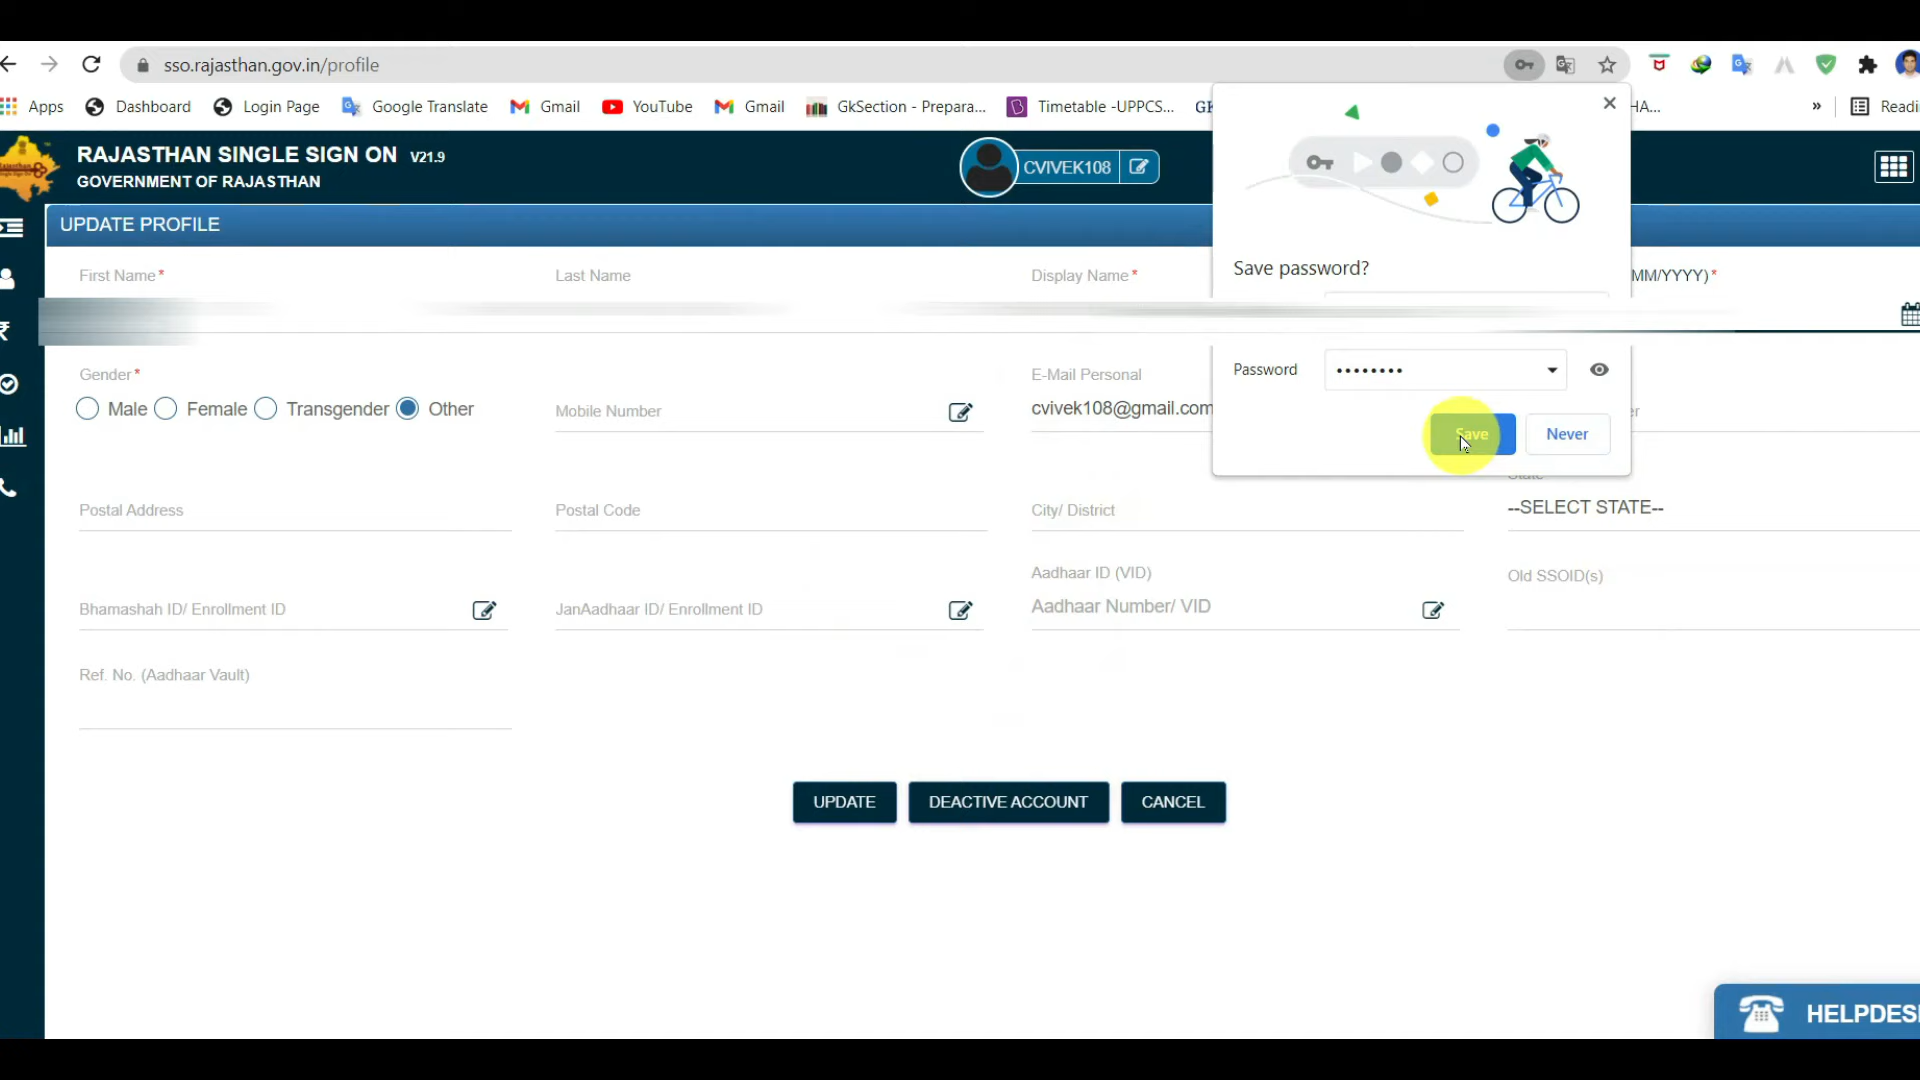 sso.rajasthan.gov.in/profile
Apps Dashboard Login Page Google Translate Gmail YouTube Gmail GkSection - Prepara... Timetable -UPPCS... HA... » Readi
RAJASTHAN SINGLE SIGN ON V21.9
GOVERNMENT OF RAJASTHAN
CVIVEK108
UPDATE PROFILE
First Name* Last Name Display Name* MM/YYYY)*
Save password?
Gender* E-Mail Personal
Password ••••••••
Male Female Transgender Other Mobile Number cvivek108@gmail.com
Save Never
Postal Address Postal Code City/ District State
--SELECT STATE--
Aadhaar ID (VID) Old SSOID(s)
Bhamashah ID/ Enrollment ID JanAadhaar ID/ Enrollment ID Aadhaar Number/ VID
Ref. No. (Aadhaar Vault)
UPDATE DEACTIVE ACCOUNT CANCEL
HELPDES